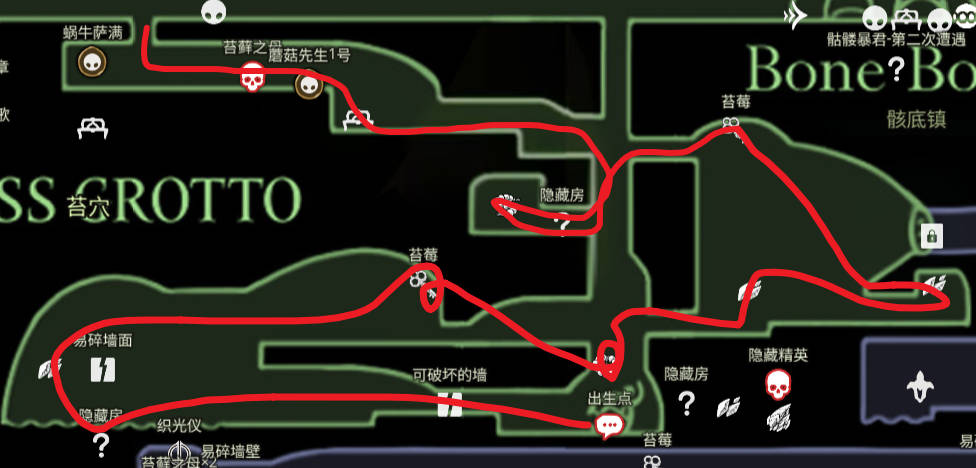 蜗牛萨满
苔藓之母
蘑菇先生1号
骷髅暴君-第二次遭遇
章
Bone Bo
苔莓
歌
骸底镇
SS GROTTO
苔穴
隐藏房
苔莓
易碎墙面
可破坏的墙
隐藏精英
隐藏房
出生点
隐藏房
织光仪
苔莓
易碎墙壁
苔藓之母×2
易